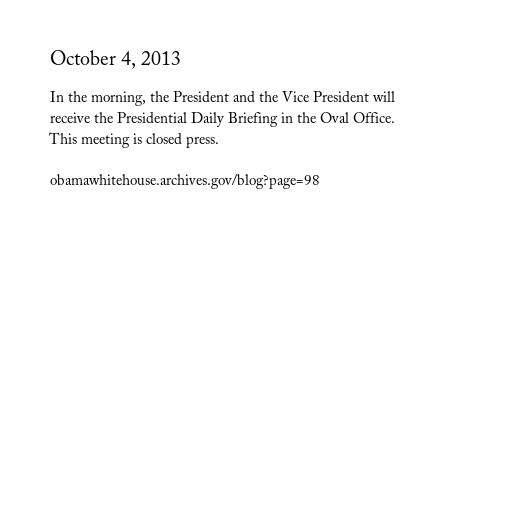 October 4, 2013
In the morning, the President and the Vice President will
receive the Presidential Daily Briefing in the Oval Office.
This meeting is closed press.
obamawhitehouse.archives.gov/blog?page=98